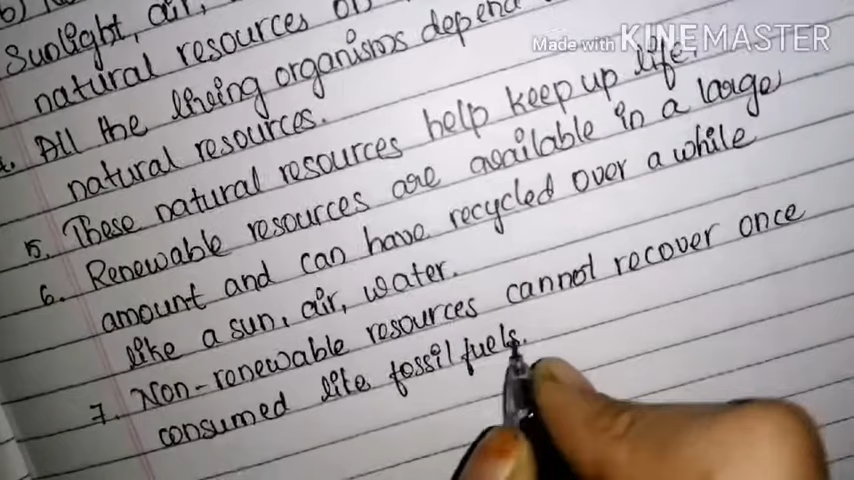 Sunlight, air,
natural resources
4. All the living organisms depend
natural resources.
5. These natural resources help keep up life.
6. Renewable resources are available in a large
amount and can have recycled over a while
like a sun, air, water.
7. Non-renewable resources cannot recover once
consumed like fossil fuels.
Made with KINEMASTER